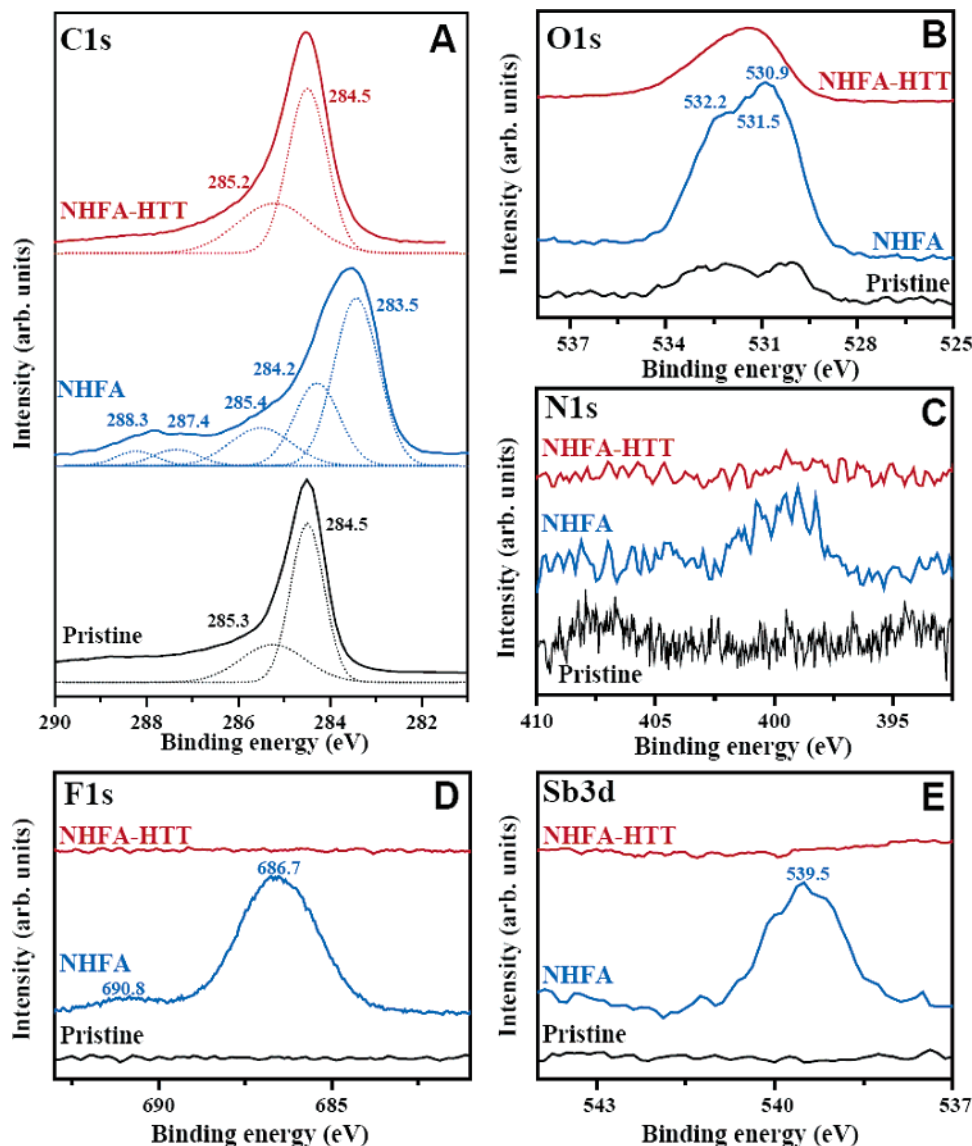 C1s
A
NHFA-HTT
284.5
285.2
NHFA
283.5
284.2
285.4
288.3
287.4
Pristine
284.5
285.3
290
288
286
284
282
Binding energy (eV)
Intensity (arb. units)
O1s
B
NHFA-HTT
530.9
532.2
531.5
NHFA
Pristine
537
534
531
528
525
Binding energy (eV)
Intensity (arb. units)
N1s
C
NHFA-HTT
NHFA
Pristine
410
405
400
395
Binding energy (eV)
Intensity (arb. units)
F1s
D
NHFA-HTT
686.7
NHFA
690.8
Pristine
690
685
Binding energy (eV)
Intensity (arb. units)
Sb3d
E
NHFA-HTT
539.5
NHFA
Pristine
543
540
537
Binding energy (eV)
Intensity (arb. units)